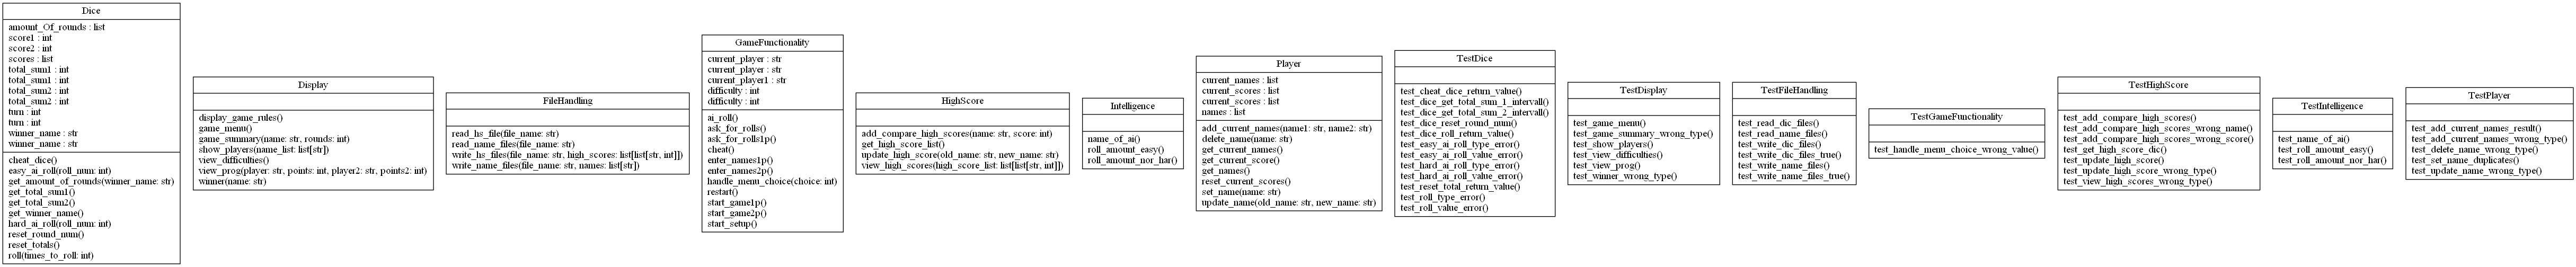 Dice
amount_Of_rounds : list
score1 : int
score2 : int
scores : list
total_sum1 : int
total_sum1 : int
total_sum2 : int
total_sum2 : int
turn : int
turn : int
winner_name : str
winner_name : str
cheat_dice()
easy_ai_roll(roll_num: int)
get_amount_of_rounds(winner_name: str)
get_total_sum1()
get_total_sum2()
get_winner_name()
hard_ai_roll(roll_num: int)
reset_round_num()
reset_totals()
roll(times_to_roll: int)
Display
display_game_rules()
game_menu()
game_summary(name: str, rounds: int)
show_players(name_list: list[str])
view_difficulties()
view_prog(player: str, points: int, player2: str, points2: int)
winner(name: str)
FileHandling
read_hs_file(file_name: str)
read_name_files(file_name: str)
write_hs_files(file_name: str, high_scores: list[list[str, int]])
write_name_files(file_name: str, names: list[str])
GameFunctionality
current_player : str
current_player : str
current_player1 : str
difficulty : int
difficulty : int
ai_roll()
ask_for_rolls()
ask_for_rolls1p()
cheat()
enter_names1p()
enter_names2p()
handle_menu_choice(choice: int)
restart()
start_game1p()
start_game2p()
start_setup()
HighScore
add_compare_high_scores(name: str, score: int)
get_high_score_list()
update_high_score(old_name: str, new_name: str)
view_high_scores(high_score_list: list[list[str, int]])
Intelligence
name_of_ai()
roll_amount_easy()
roll_amount_nor_har()
Player
current_names : list
current_scores : list
current_scores : list
names : list
add_current_names(name1: str, name2: str)
delete_name(name: str)
get_current_names()
get_current_score()
get_names()
reset_current_scores()
set_name(name: str)
update_name(old_name: str, new_name: str)
TestDice
test_cheat_dice_return_value()
test_dice_get_total_sum_1_intervall()
test_dice_get_total_sum_2_intervall()
test_dice_reset_round_num()
test_dice_roll_return_value()
test_easy_ai_roll_type_error()
test_easy_ai_roll_value_error()
test_hard_ai_roll_type_error()
test_hard_ai_roll_value_error()
test_reset_total_return_value()
test_roll_type_error()
test_roll_value_error()
TestDisplay
test_game_menu()
test_game_summary_wrong_type()
test_show_players()
test_view_difficulties()
test_view_prog()
test_winner_wrong_type()
TestFileHandling
test_read_dic_files()
test_read_name_files()
test_write_dic_files()
test_write_dic_files_true()
test_write_name_files()
test_write_name_files_true()
TestGameFunctionality
test_handle_menu_choice_wrong_value()
TestHighScore
test_add_compare_high_scores()
test_add_compare_high_scores_wrong_name()
test_add_compare_high_scores_wrong_score()
test_get_high_score_dic()
test_update_high_score()
test_update_high_score_wrong_type()
test_view_high_scores_wrong_type()
TestIntelligence
test_name_of_ai()
test_roll_amount_easy()
test_roll_amount_nor_har()
TestPlayer
test_add_current_names_result()
test_add_current_names_wrong_type()
test_delete_name_wrong_type()
test_set_name_duplicates()
test_update_name_wrong_type()